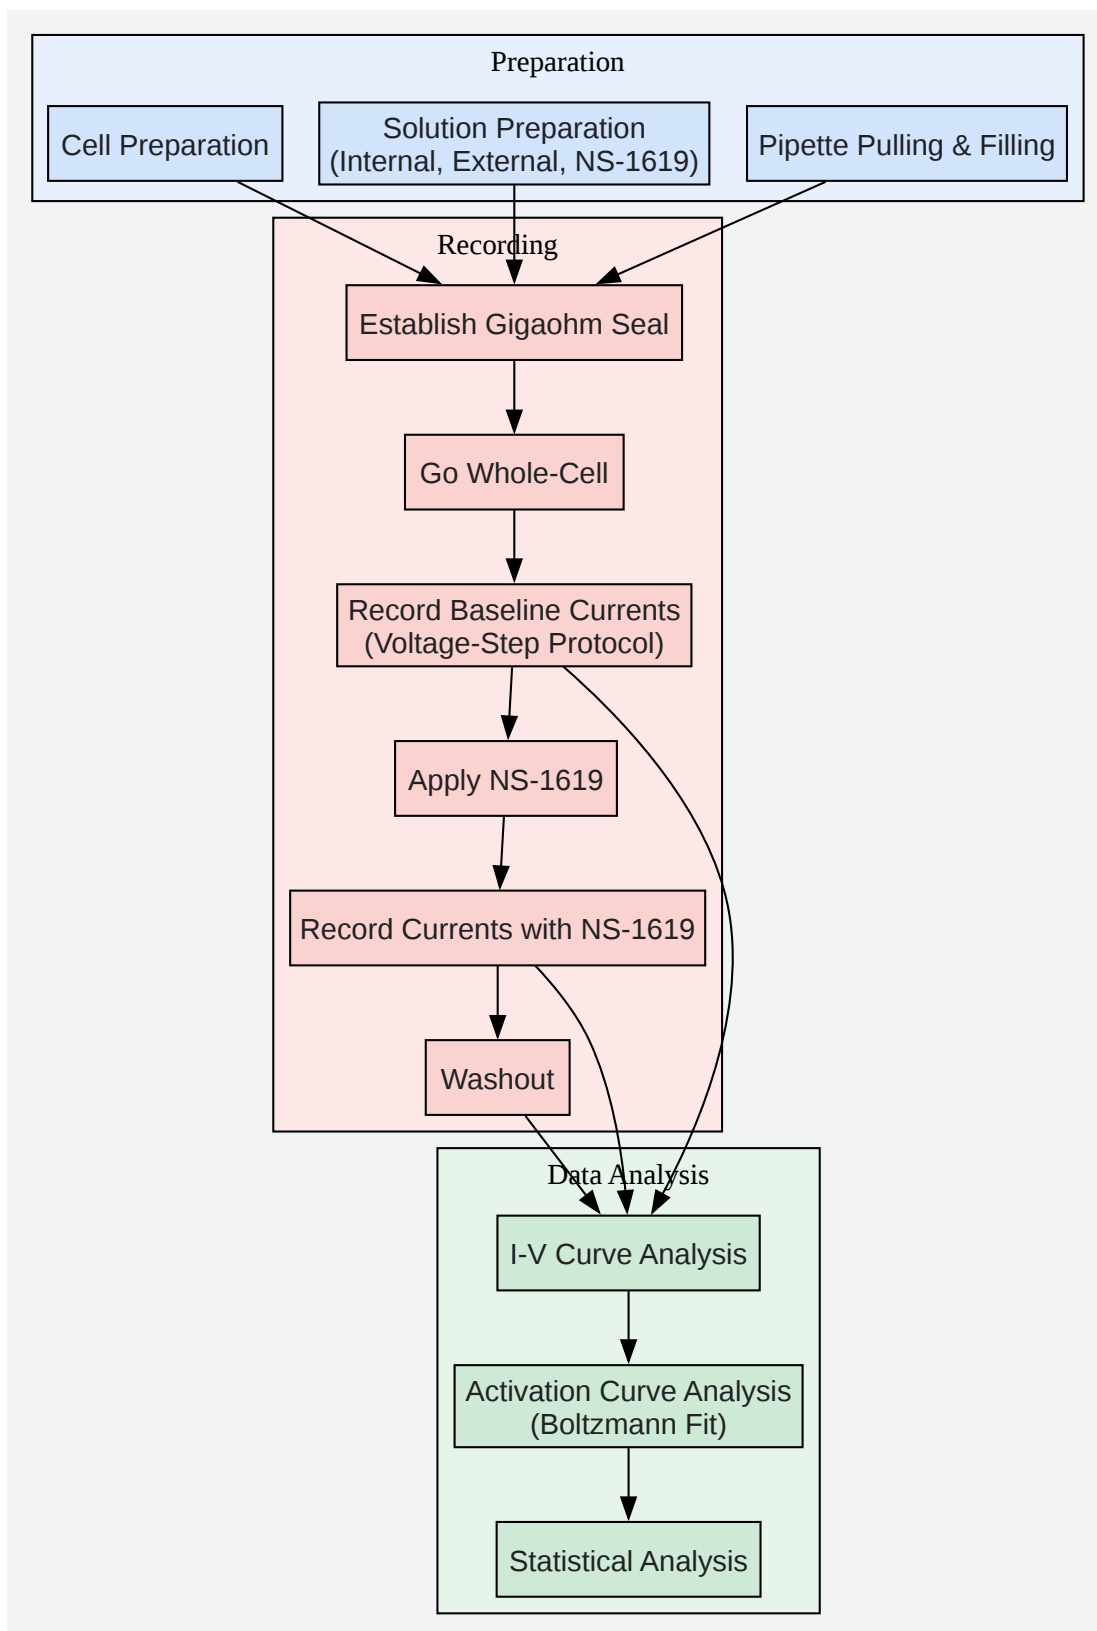 Preparation
Cell Preparation
Solution Preparation
(Internal, External, NS-1619)
Pipette Pulling & Filling
Recording
Establish Gigaohm Seal
Go Whole-Cell
Record Baseline Currents
(Voltage-Step Protocol)
Apply NS-1619
Record Currents with NS-1619
Washout
Data Analysis
I-V Curve Analysis
Activation Curve Analysis
(Boltzmann Fit)
Statistical Analysis